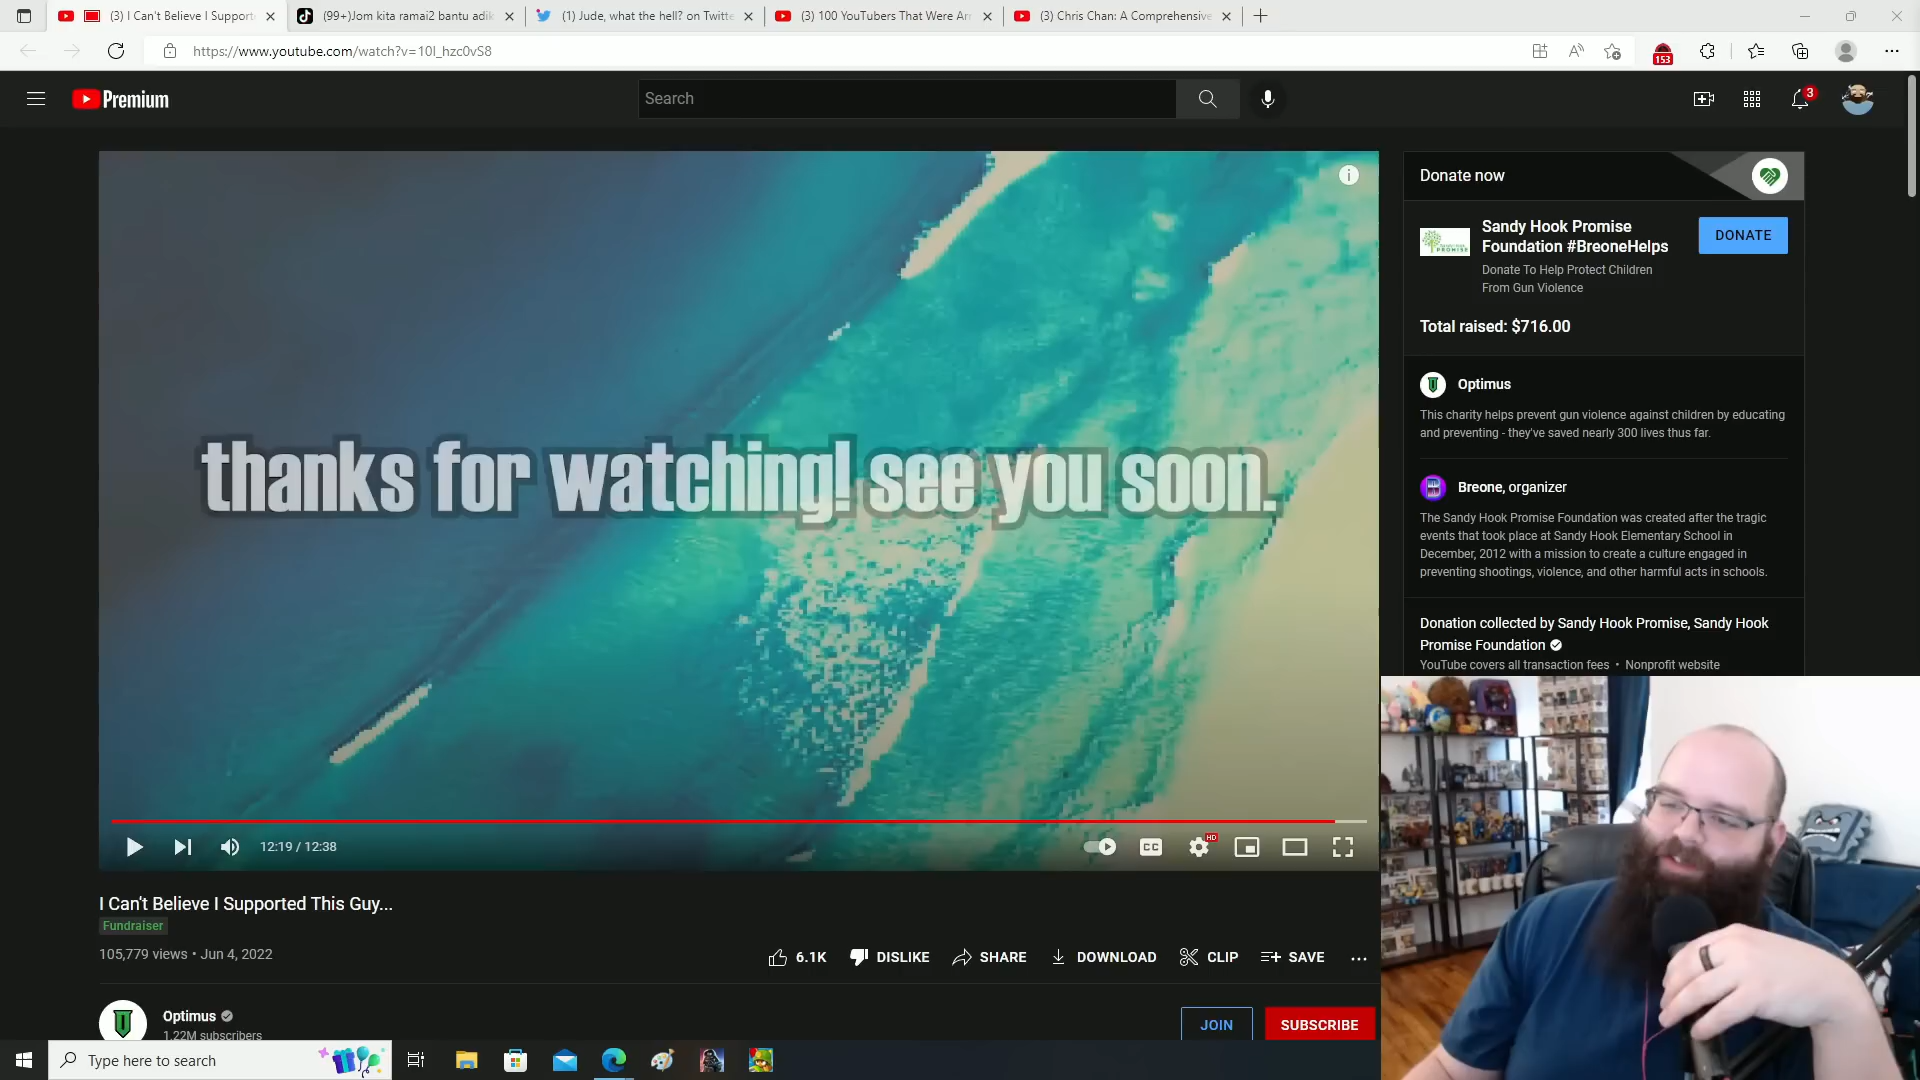 (3) I Can't Believe I Support
(99+)Jom kita ramai2 bantu adik
(1) Jude, what the hell? on Twitte
(3) 100 YouTubers That Were Arr
(3) Chris Chan: A Comprehensive
https://www.youtube.com/watch?v=10l_hzc0vS8
153
Premium
Search
3
Donate now
Sandy Hook Promise
Foundation #BreoneHelps
DONATE
Donate To Help Protect Children
From Gun Violence
Total raised: $716.00
Optimus
This charity helps prevent gun violence against children by educating
and preventing - they've saved nearly 300 lives thus far.
Breone, organizer
The Sandy Hook Promise Foundation was created after the tragic
events that took place at Sandy Hook Elementary School in
December, 2012 with a mission to create a culture engaged in
preventing shootings, violence, and other harmful acts in schools.
Donation collected by Sandy Hook Promise, Sandy Hook
Promise Foundation
YouTube covers all transaction fees • Nonprofit website
thanks for watching! see you soon.
12:19 / 12:38
CC
HD
I Can't Believe I Supported This Guy...
Fundraiser
105,779 views • Jun 4, 2022
6.1K
DISLIKE
SHARE
DOWNLOAD
CLIP
SAVE
Optimus
1.22M subscribers
JOIN
SUBSCRIBE
Type here to search